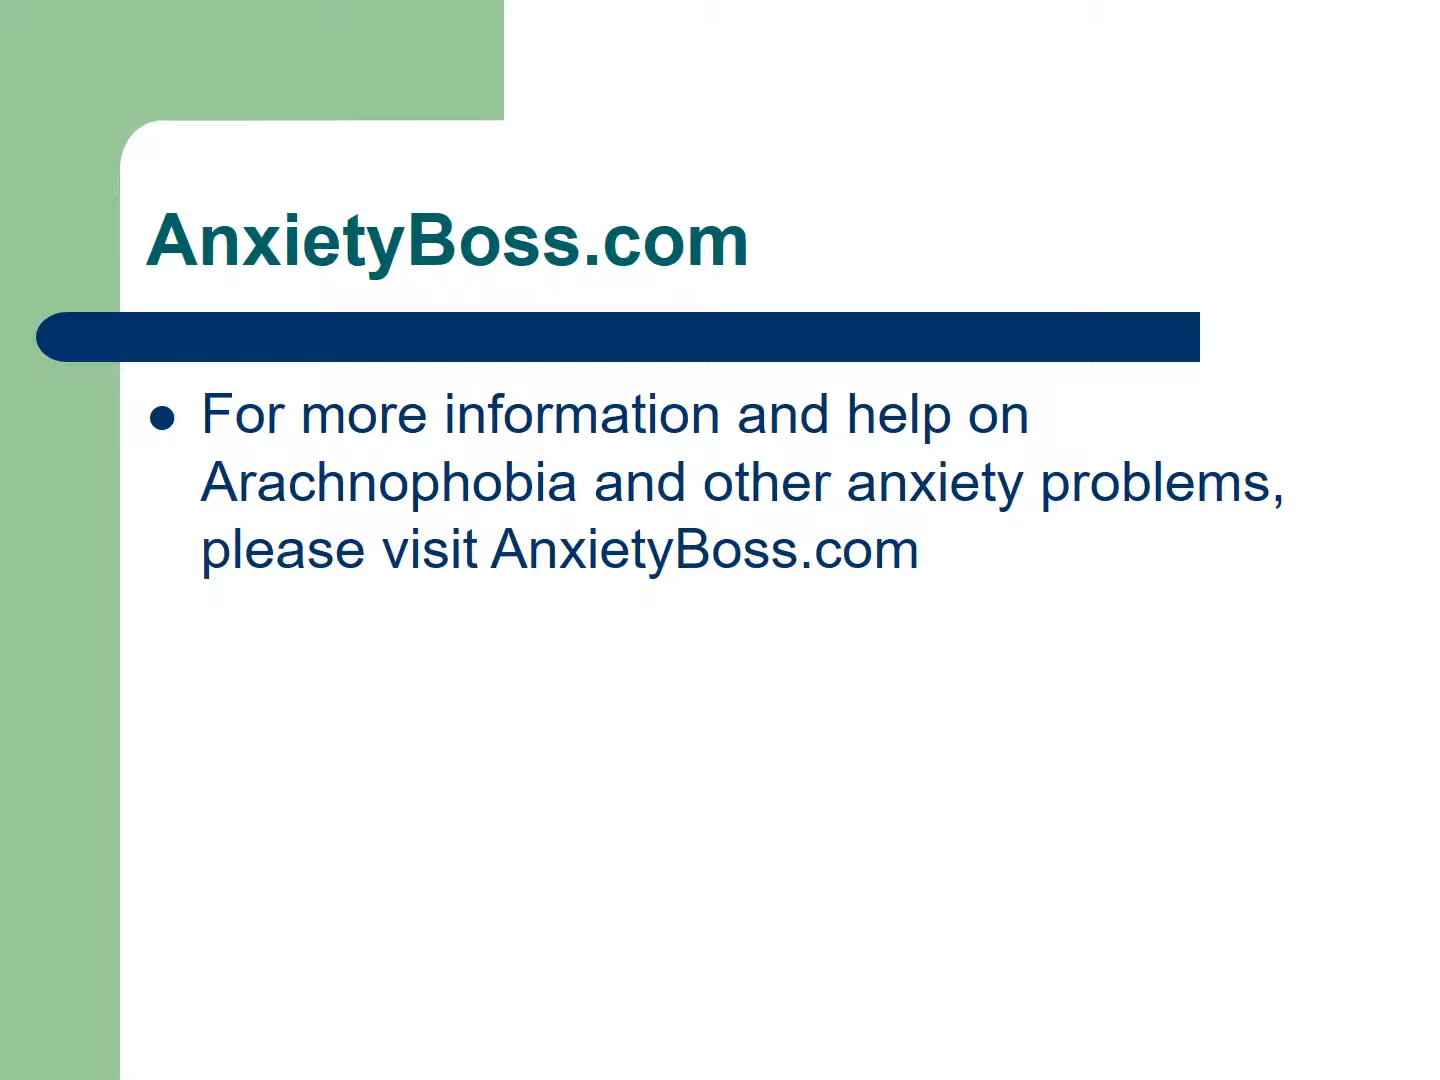 AnxietyBoss.com
For more information and help on
Arachnophobia and other anxiety problems,
please visit AnxietyBoss.com